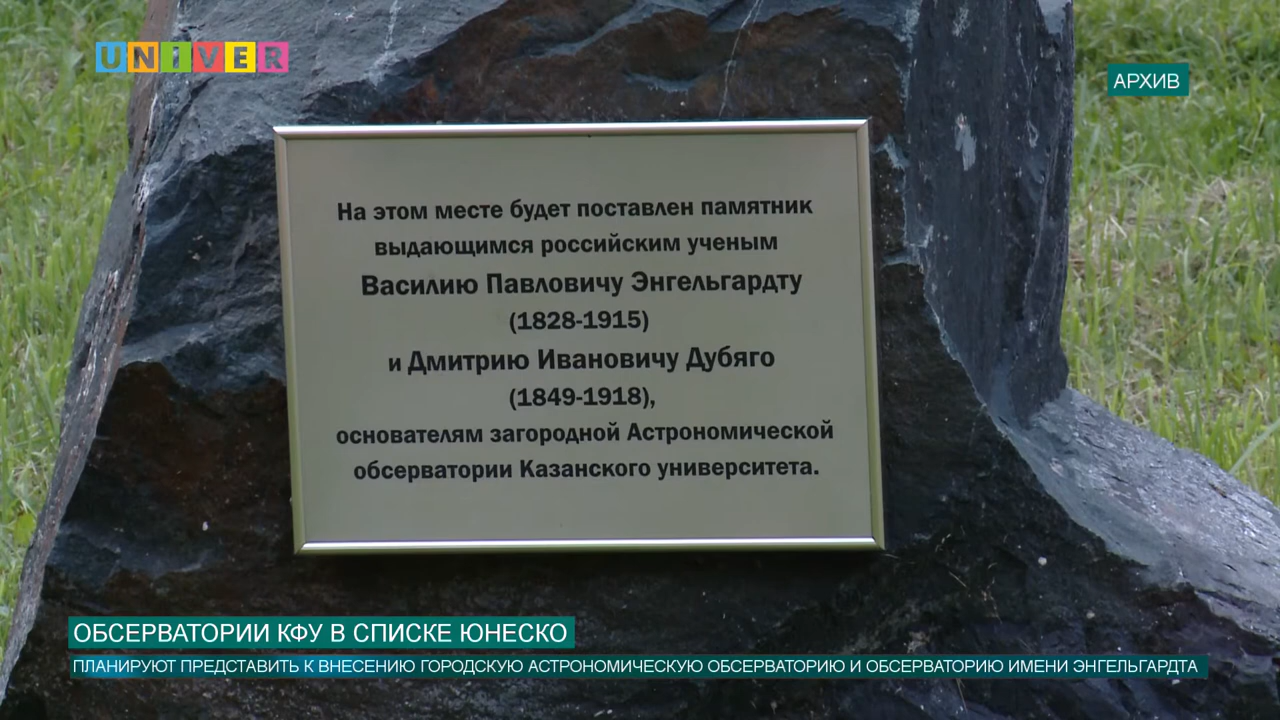 UNIVER
АРХИВ
На этом месте будет поставлен памятник
выдающимся российским ученым
Василию Павловичу Энгельгардту
(1828-1915)
и Дмитрию Ивановичу Дубяго
(1849-1918),
основателям загородной Астрономической
обсерватории Казанского университета.
ОБСЕРВАТОРИИ КФУ В СПИСКЕ ЮНЕСКО
ПЛАНИРУЮТ ПРЕДСТАВИТЬ К ВНЕСЕНИЮ ГОРОДСКУЮ АСТРОНОМИЧЕСКУЮ ОБСЕРВАТОРИЮ И ОБСЕРВАТОРИЮ ИМЕНИ ЭНГЕЛЬГАРДТА